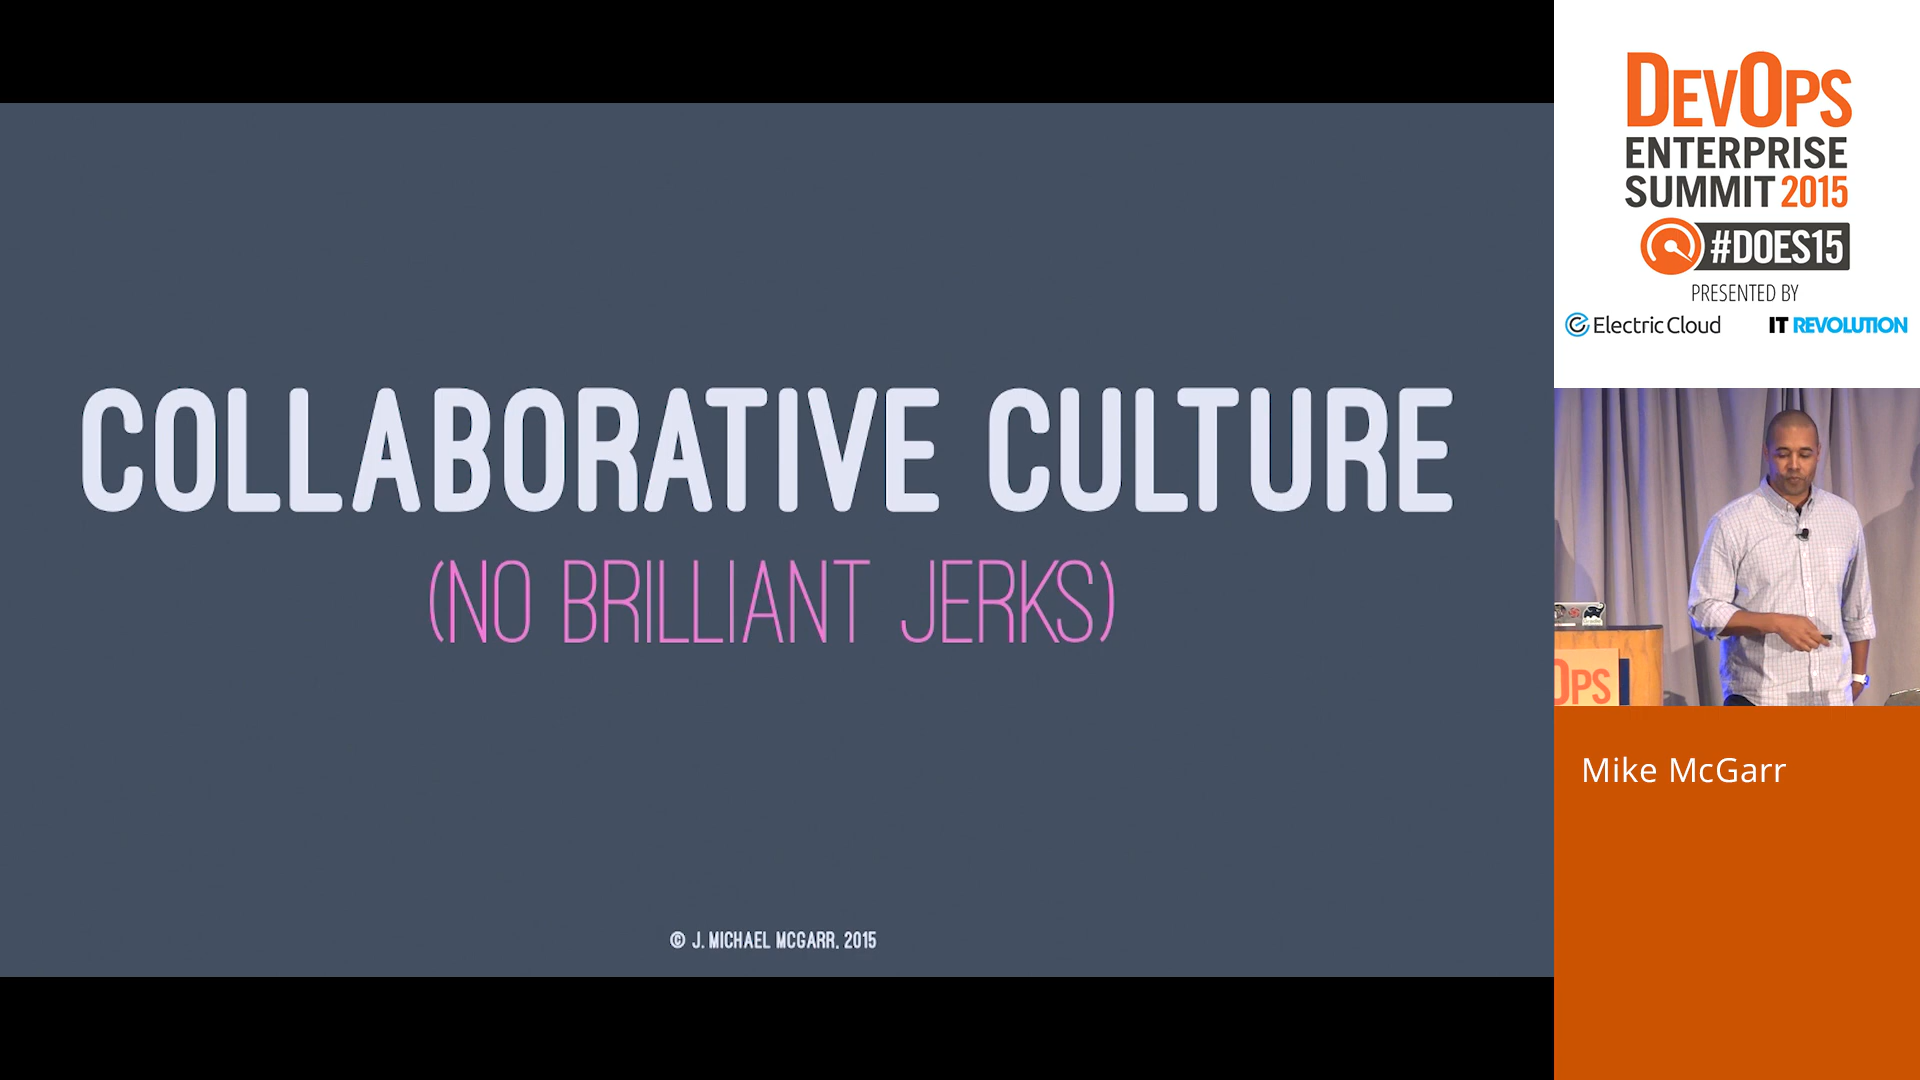 COLLABORATIVE CULTURE
(NO BRILLIANT JERKS)
© J. MICHAEL MCGARR, 2015
DEVOPS
ENTERPRISE
SUMMIT 2015
#DOES15
PRESENTED BY
Electric Cloud
IT REVOLUTION
OPS
Mike McGarr